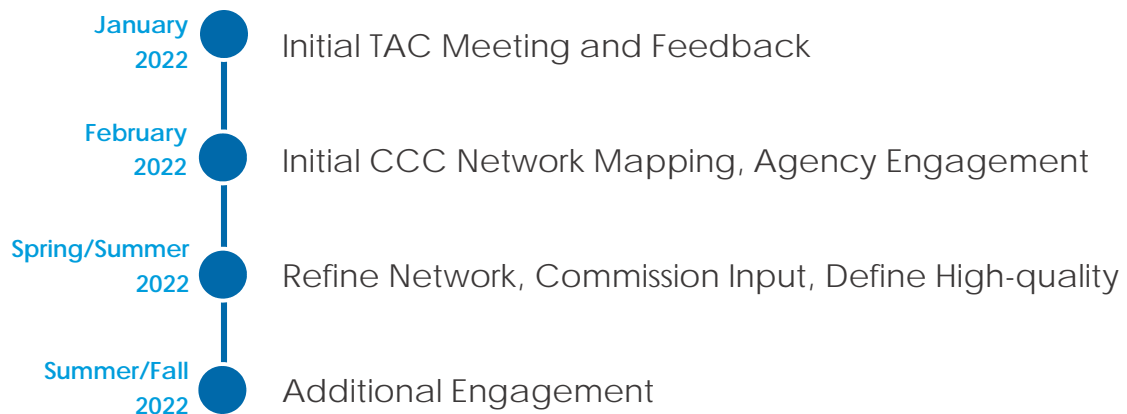 January
2022
Initial TAC Meeting and Feedback
February
2022
Initial CCC Network Mapping, Agency Engagement
Spring/Summer
2022
Refine Network, Commission Input, Define High-quality
Summer/Fall
2022
Additional Engagement